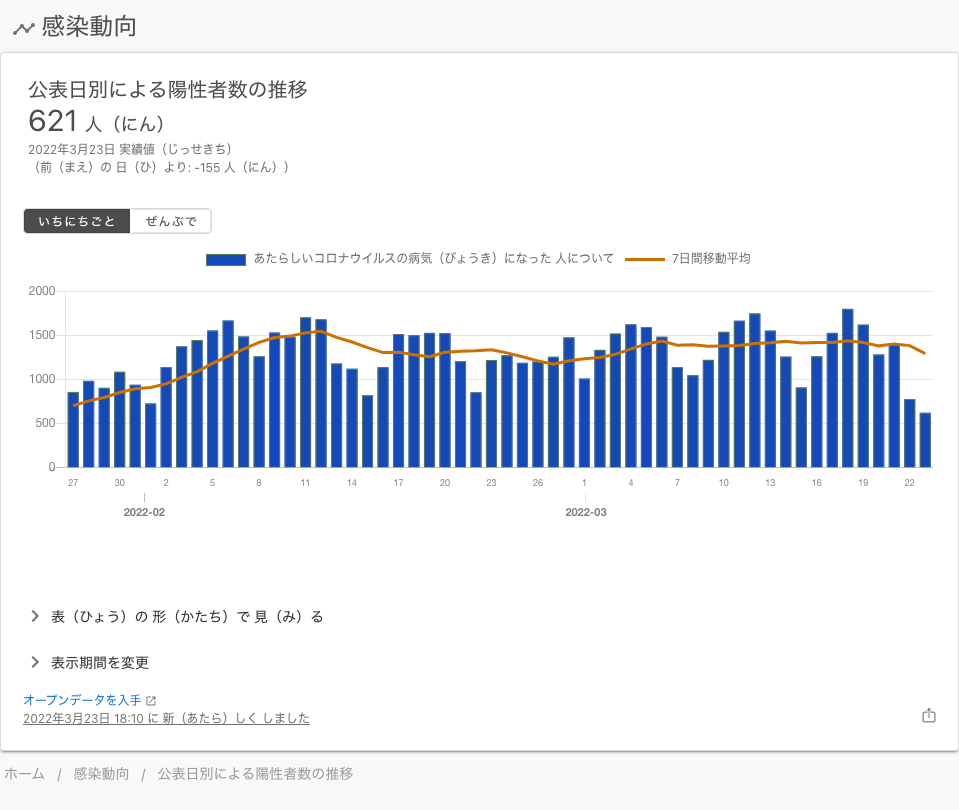 感染動向
公表日別による陽性者数の推移
621 人（にん）
2022年3月23日 実績値（じっせきち）
（前（まえ）の 日（ひ）より: -155 人（にん））
いちにちごと ぜんぶで
あたらしいコロナウイルスの病気（びょうき）になった 人について 7日間移動平均
2000
1500
1000
500
0
27 30 2 5 8 11 14 17 20 23 26 1 4 7 10 13 16 19 22
2022-02 2022-03
表（ひょう）の 形（かたち）で 見（み）る
表示期間を変更
オープンデータを入手
2022年3月23日 18:10 に 新（あたら）しく しました
ホーム / 感染動向 / 公表日別による陽性者数の推移